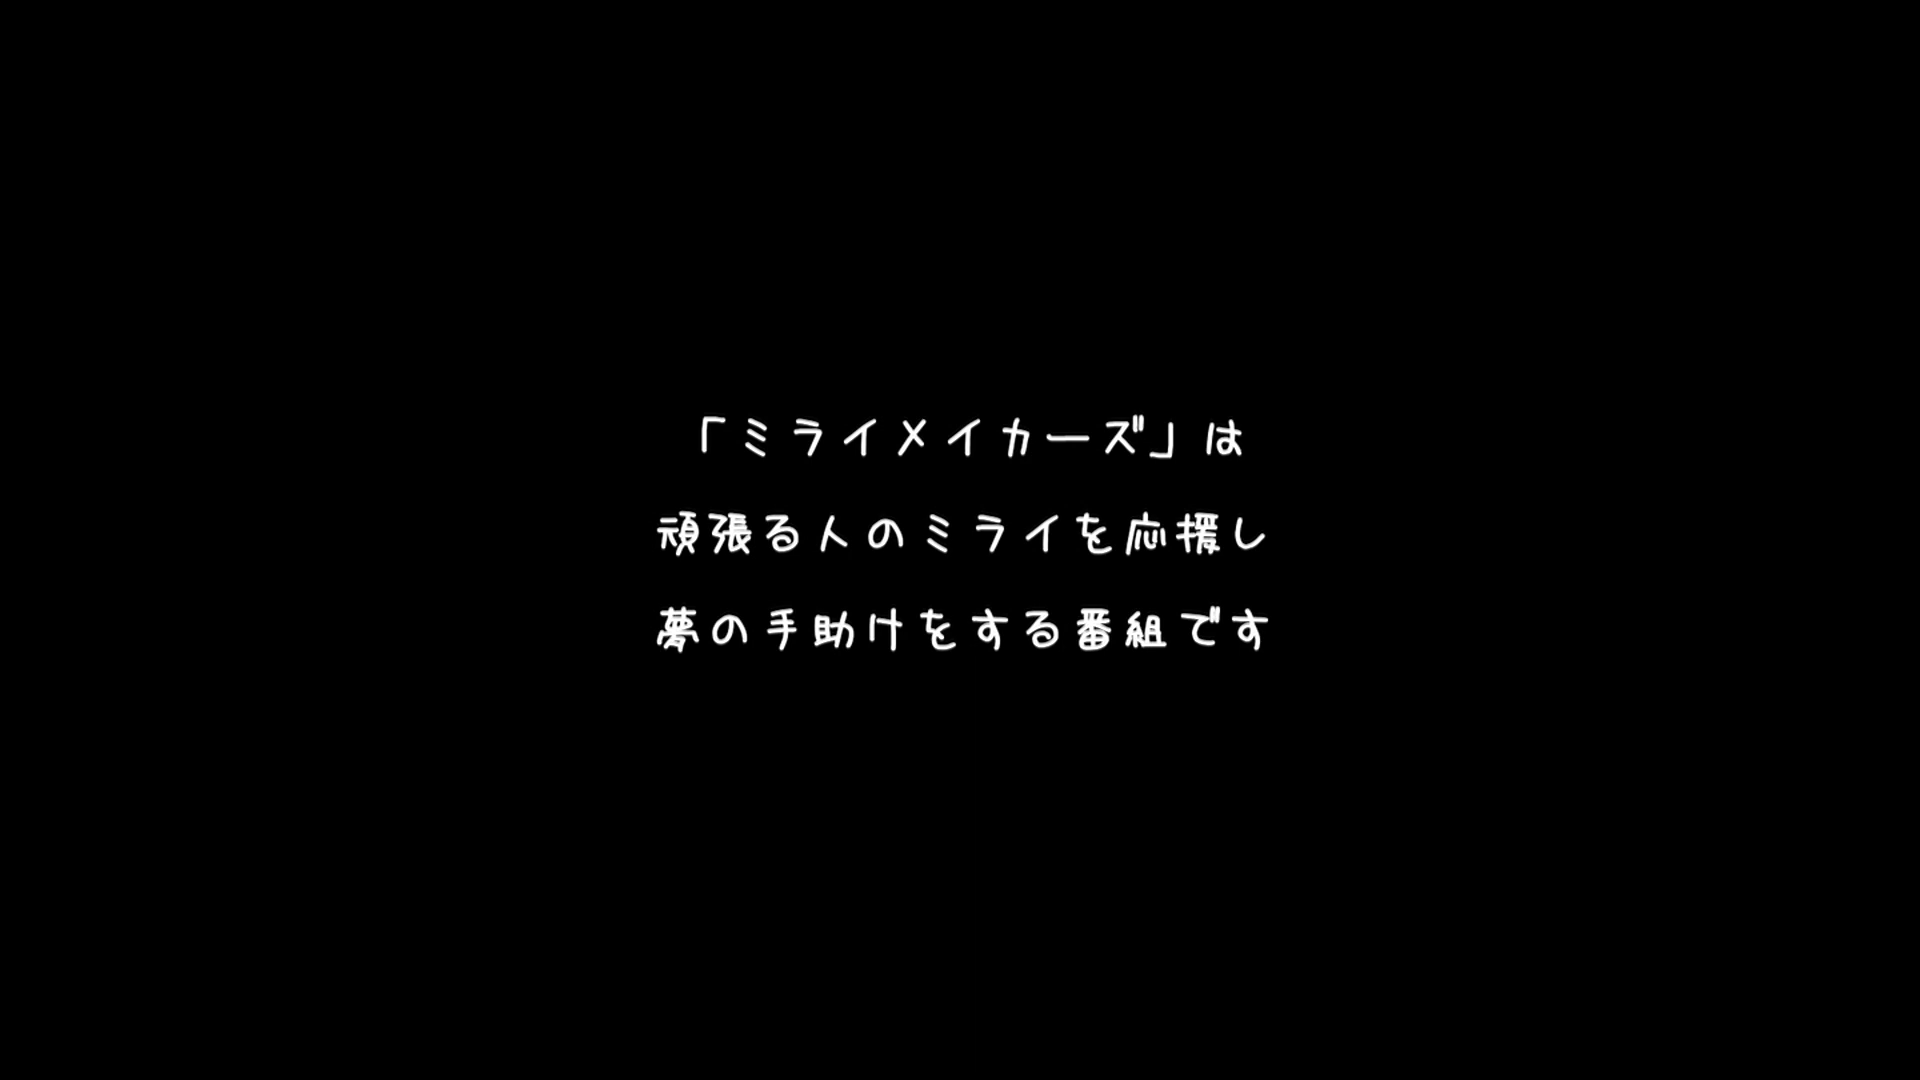 「ミライメイカーズ」は
頑張る人のミライを応援し
夢の手助けをする番組です